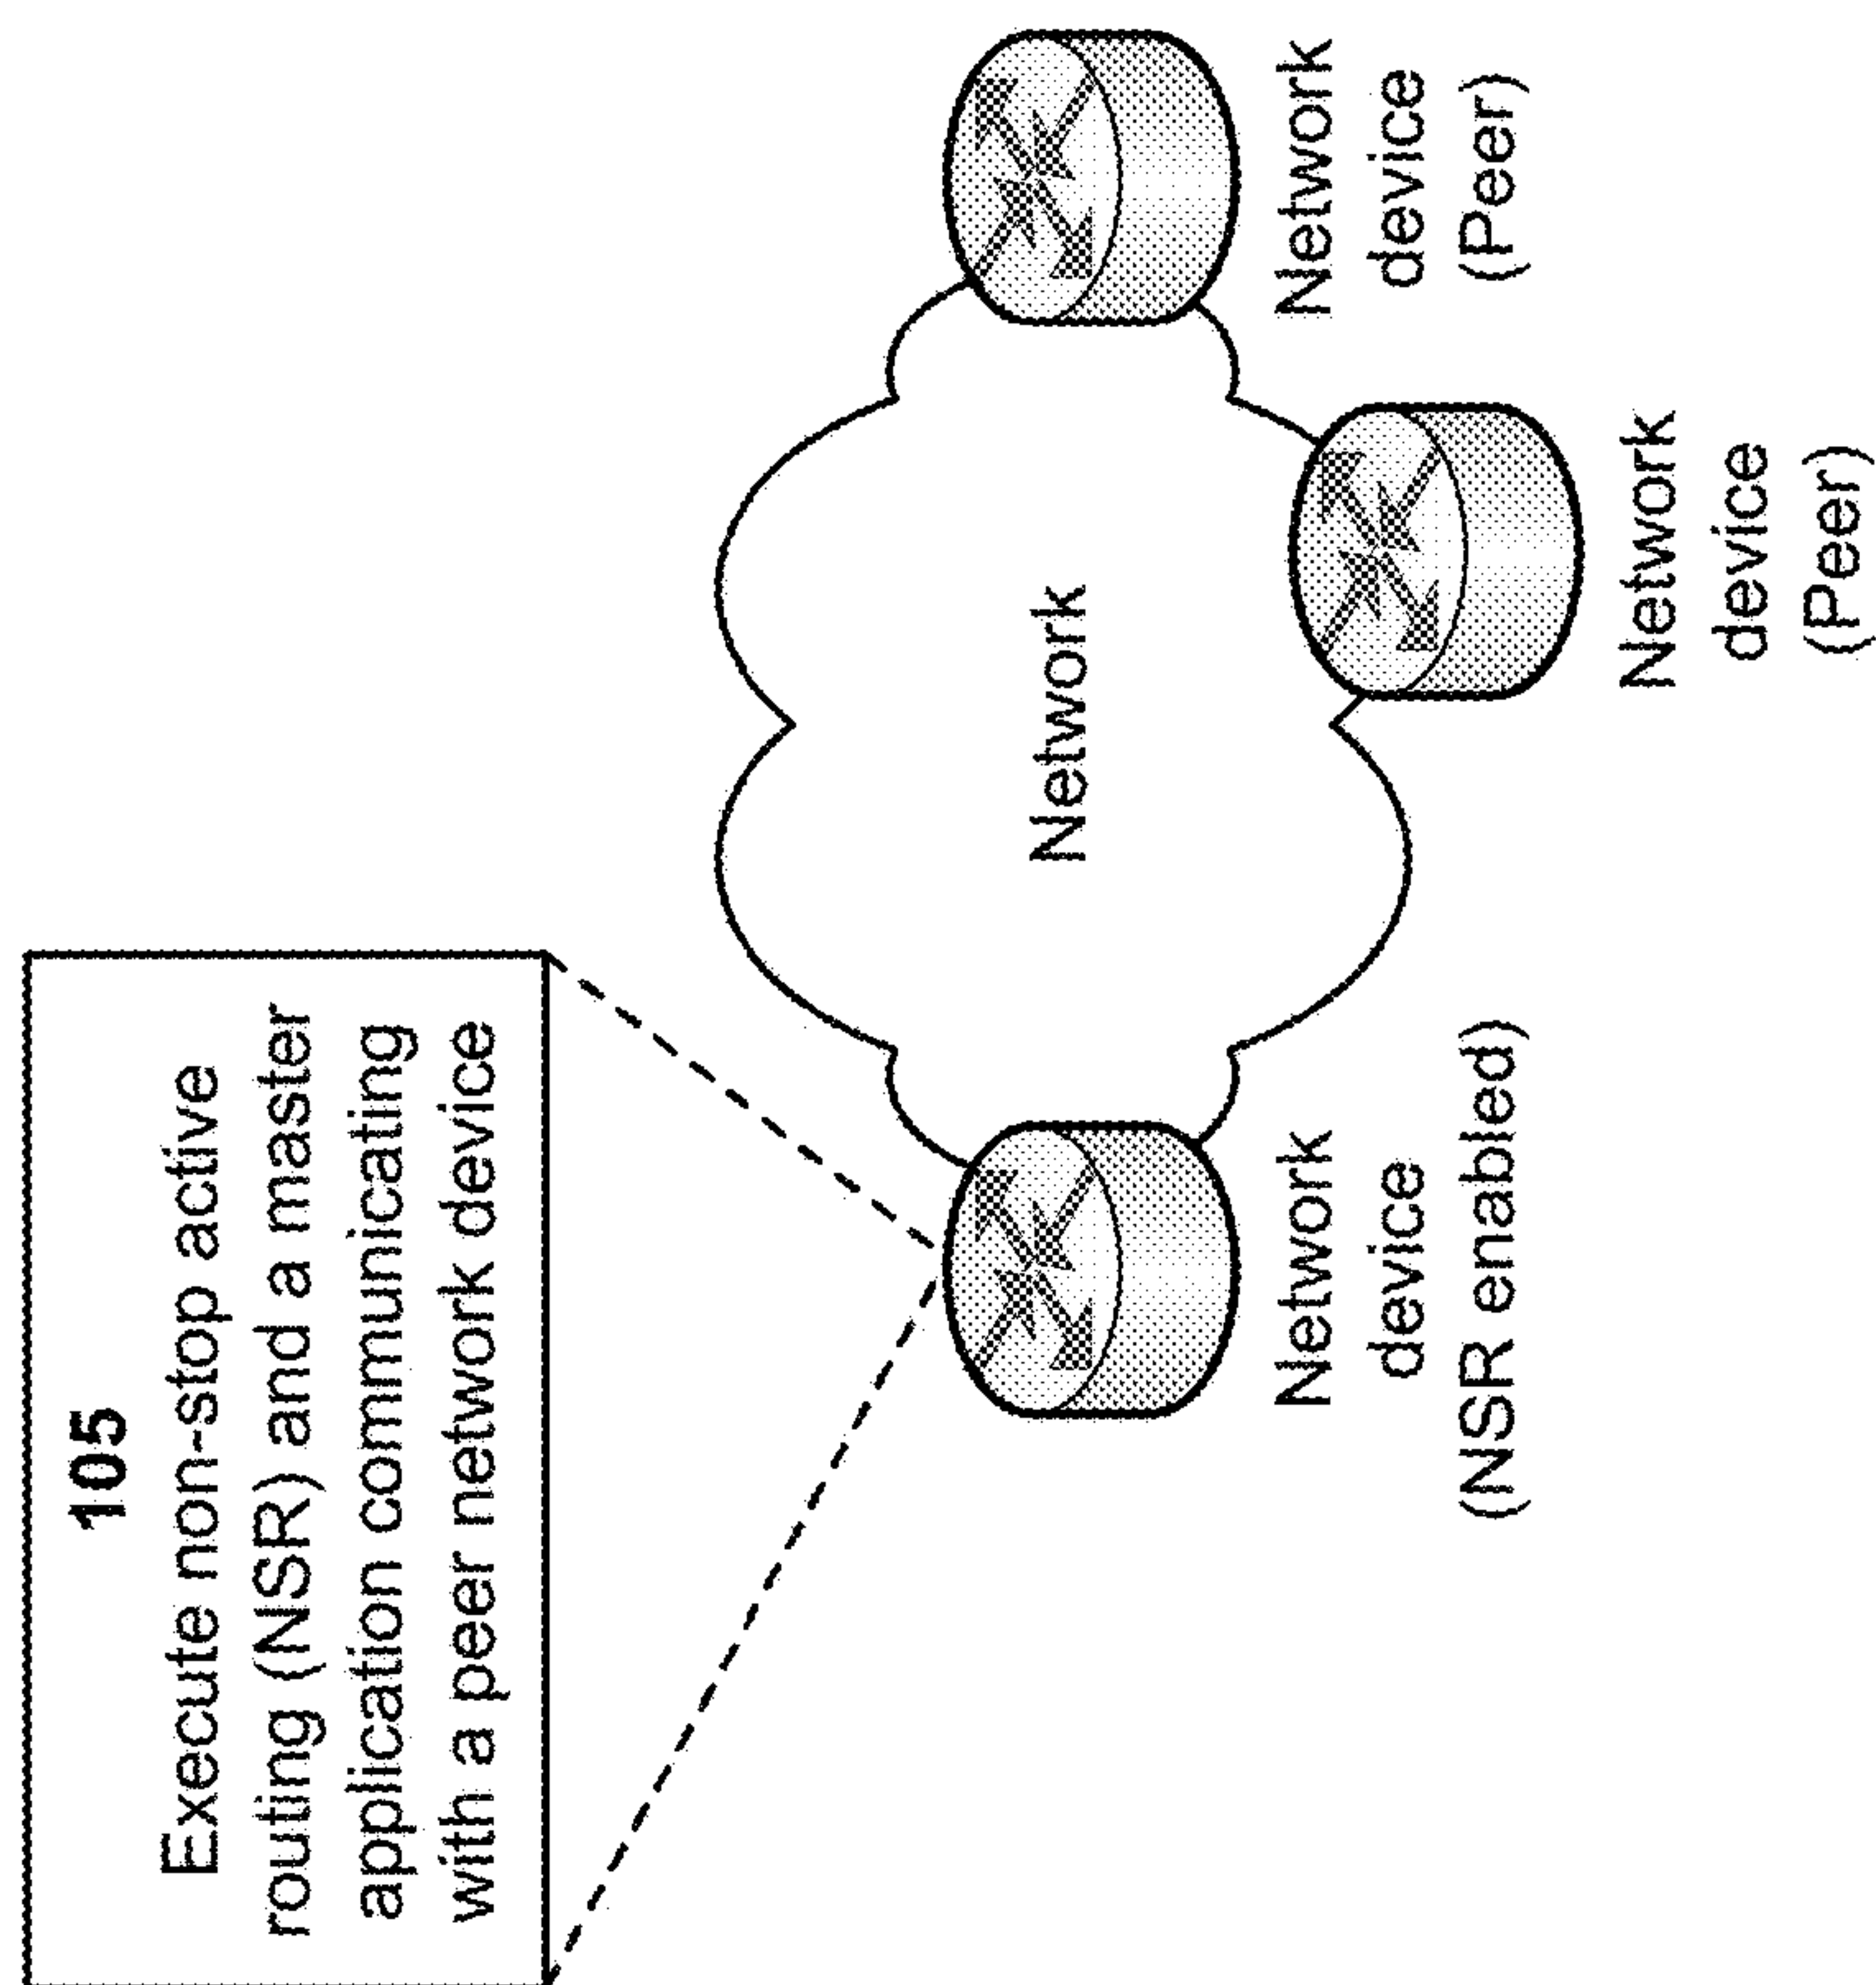 105
Execute non-stop active
routing (NSR) and a master
application communicating
with a peer network device
Network
Network
device
(NSR enabled)
Network
device
(Peer)
Network
device
(Peer)